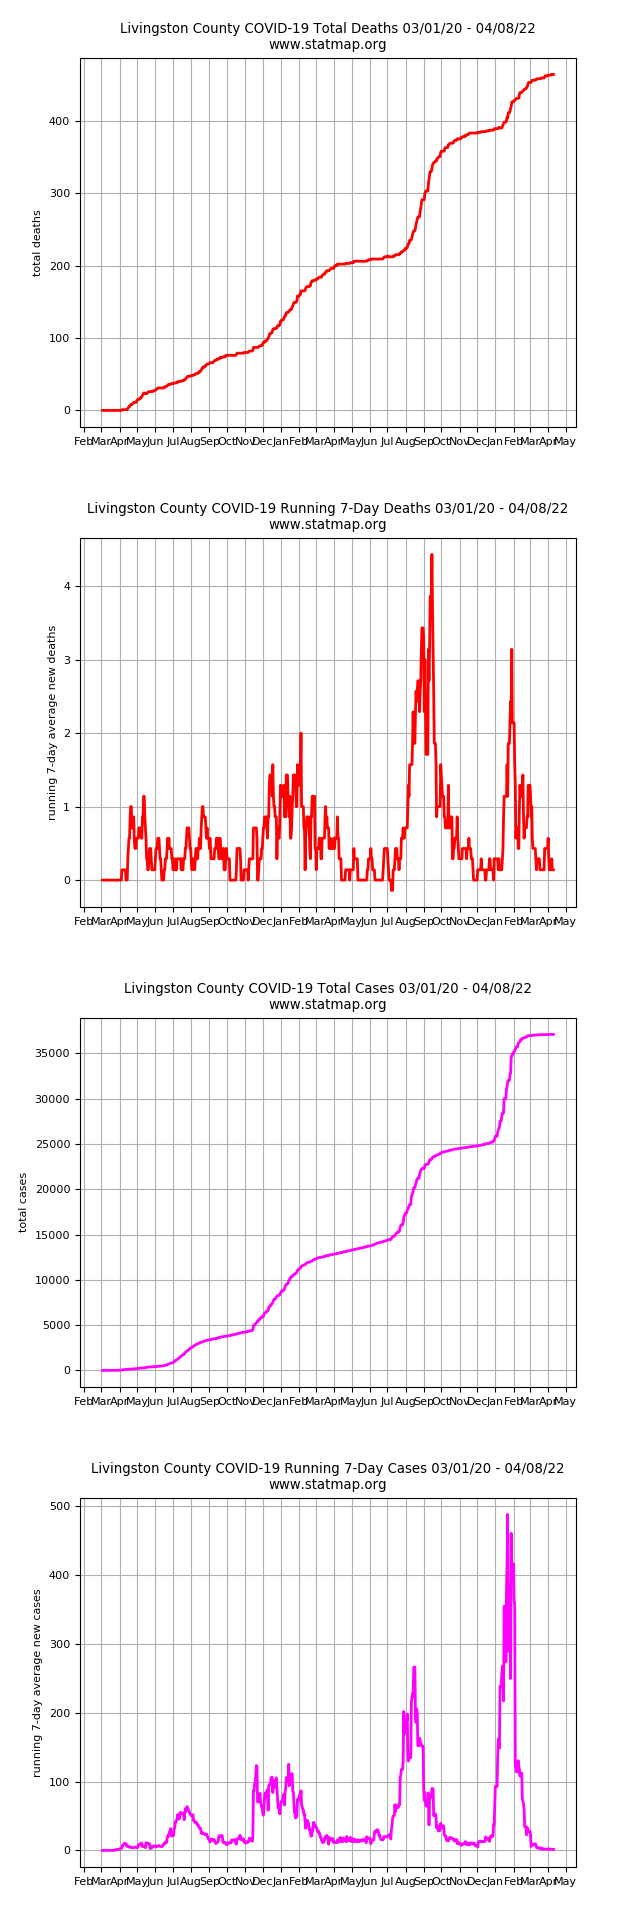 Livingston County COVID-19 Total Deaths 03/01/20 - 04/08/22
www.statmap.org
400
300
200
100
0
total deaths
Feb Mar Apr May Jun Jul Aug Sep Oct Nov Dec Jan Feb Mar Apr May Jun Jul Aug Sep Oct Nov Dec Jan Feb Mar Apr May
Livingston County COVID-19 Running 7-Day Deaths 03/01/20 - 04/08/22
www.statmap.org
4
3
2
1
0
running 7-day average new deaths
Feb Mar Apr May Jun Jul Aug Sep Oct Nov Dec Jan Feb Mar Apr May Jun Jul Aug Sep Oct Nov Dec Jan Feb Mar Apr May
Livingston County COVID-19 Total Cases 03/01/20 - 04/08/22
www.statmap.org
35000
30000
25000
20000
15000
10000
5000
0
total cases
Feb Mar Apr May Jun Jul Aug Sep Oct Nov Dec Jan Feb Mar Apr May Jun Jul Aug Sep Oct Nov Dec Jan Feb Mar Apr May
Livingston County COVID-19 Running 7-Day Cases 03/01/20 - 04/08/22
www.statmap.org
500
400
300
200
100
0
running 7-day average new cases
Feb Mar Apr May Jun Jul Aug Sep Oct Nov Dec Jan Feb Mar Apr May Jun Jul Aug Sep Oct Nov Dec Jan Feb Mar Apr May